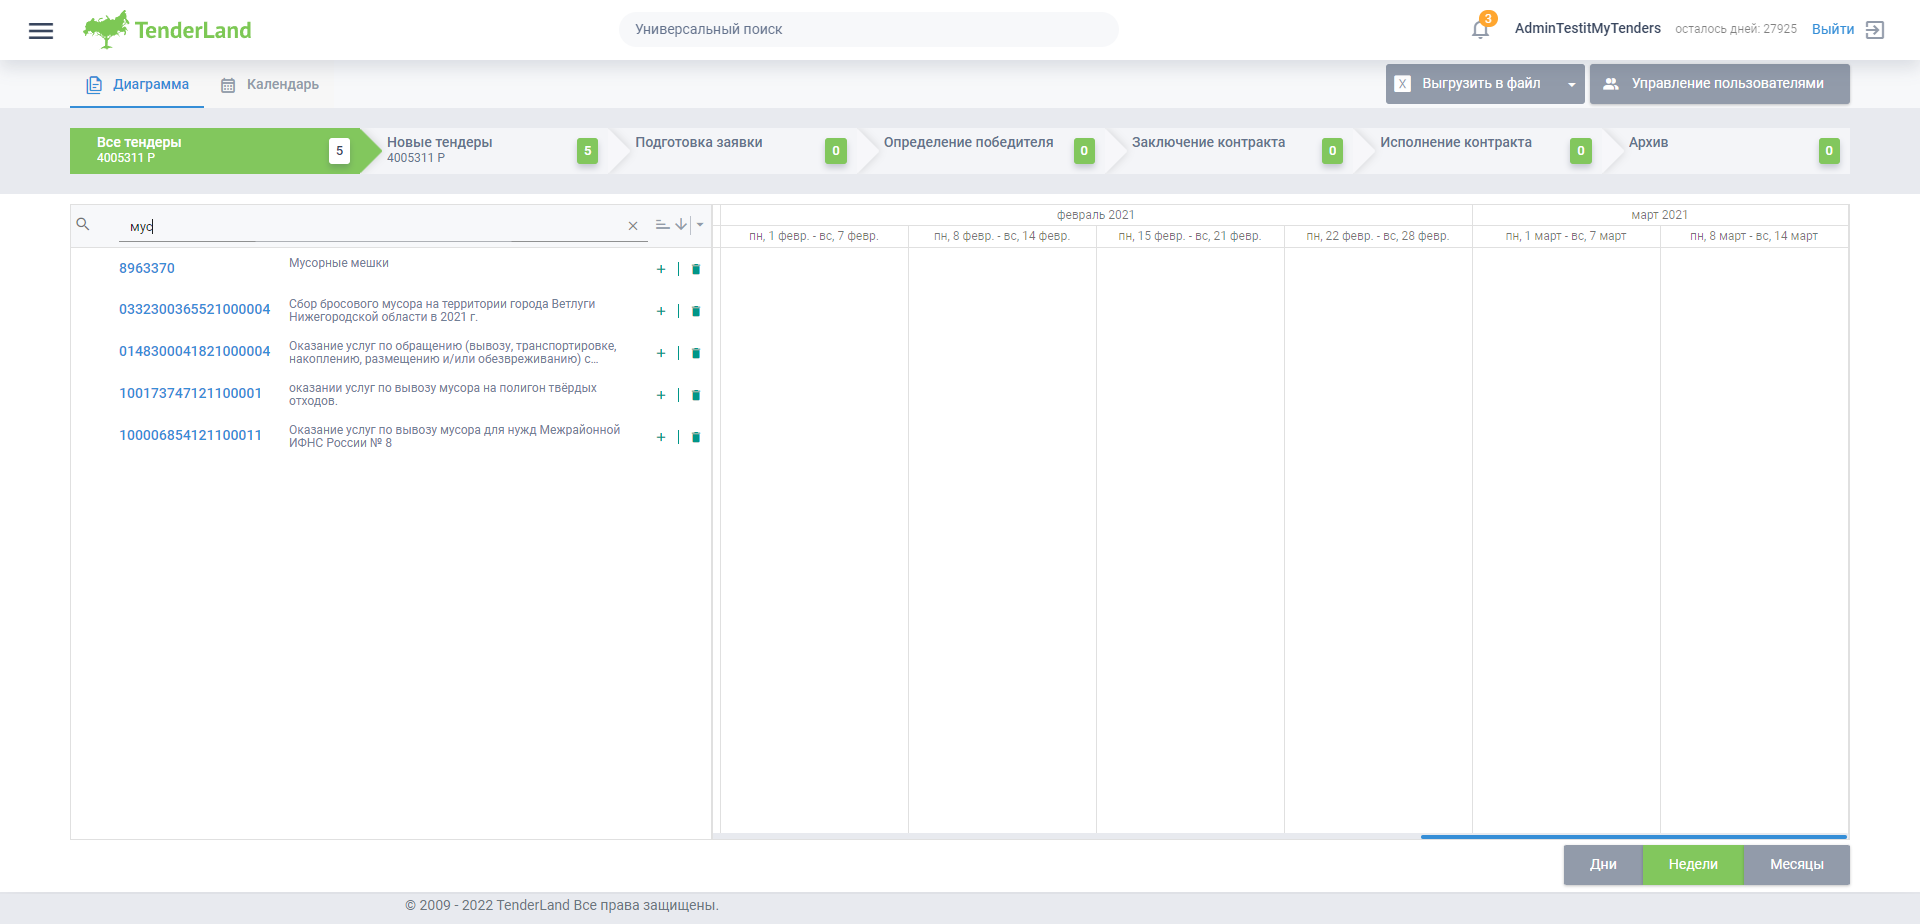 TenderLand
Универсальный поиск
3
AdminTestitMyTenders
осталось дней: 27925
Выйти
Диаграмма
Календарь
X Выгрузить в файл
Управление пользователями
Все тендеры
4005311 Р
5
Новые тендеры
4005311 Р
5
Подготовка заявки
0
Определение победителя
0
Заключение контракта
0
Исполнение контракта
0
Архив
0
мус
февраль 2021
март 2021
пн, 1 февр. - вс, 7 февр.
пн, 8 февр. - вс, 14 февр.
пн, 15 февр. - вс, 21 февр.
пн, 22 февр. - вс, 28 февр.
пн, 1 март - вс, 7 март
пн, 8 март - вс, 14 март
8963370
Мусорные мешки
0332300365521000004
Сбор бросового мусора на территории города Ветлуги
Нижегородской области в 2021 г.
0148300041821000004
Оказание услуг по обращению (вывозу, транспортировке,
накоплению, размещению и/или обезвреживанию) с...
100173747121100001
оказании услуг по вывозу мусора на полигон твёрдых
отходов.
100006854121100011
Оказание услуг по вывозу мусора для нужд Межрайонной
ИФНС России № 8
Дни
Недели
Месяцы
© 2009 - 2022 TenderLand Все права защищены.